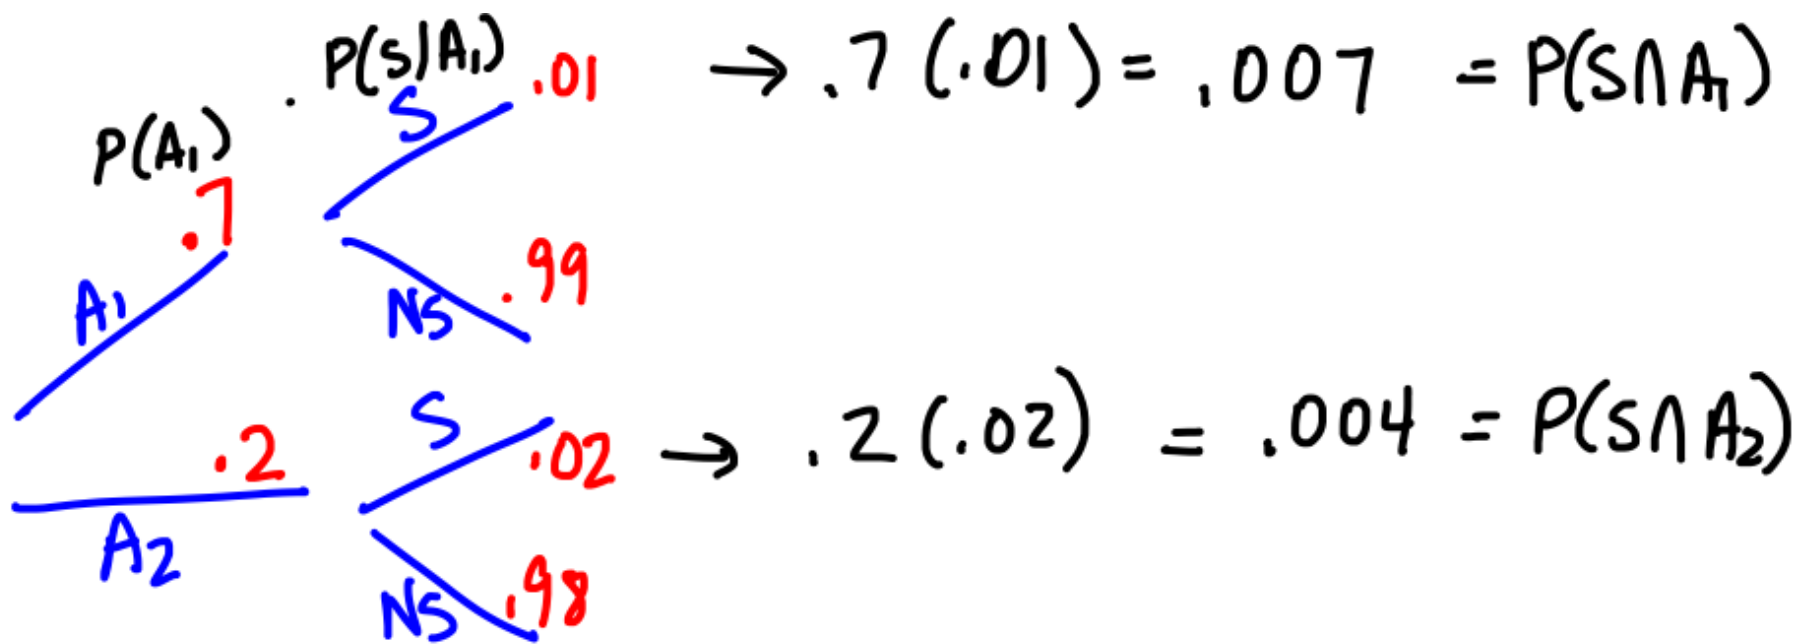 P(A₁) · P(S|A₁)
.7
A1
S .01 → .7 (.01) = .007 = P(S∩A₁)
NS .99
.2
A2
S .02 → .2 (.02) = .004 = P(S∩A₂)
NS .98